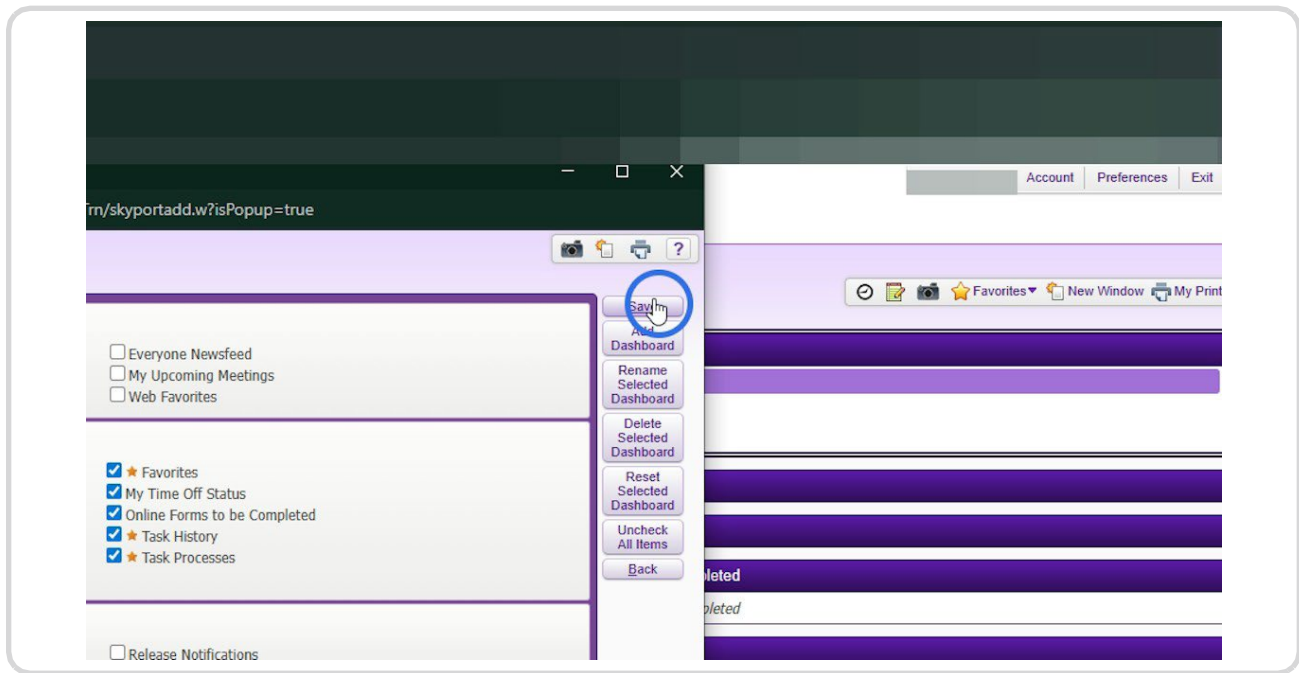 Account Preferences Exit
rn/skyportadd.w?isPopup=true
?
Favorites New Window My Print
Save
Add
Dashboard
Everyone Newsfeed
My Upcoming Meetings
Web Favorites
Rename
Selected
Dashboard
Delete
Selected
Dashboard
Favorites
My Time Off Status
Online Forms to be Completed
Task History
Task Processes
Reset
Selected
Dashboard
Uncheck
All Items
Back
pleted
pleted
Release Notifications